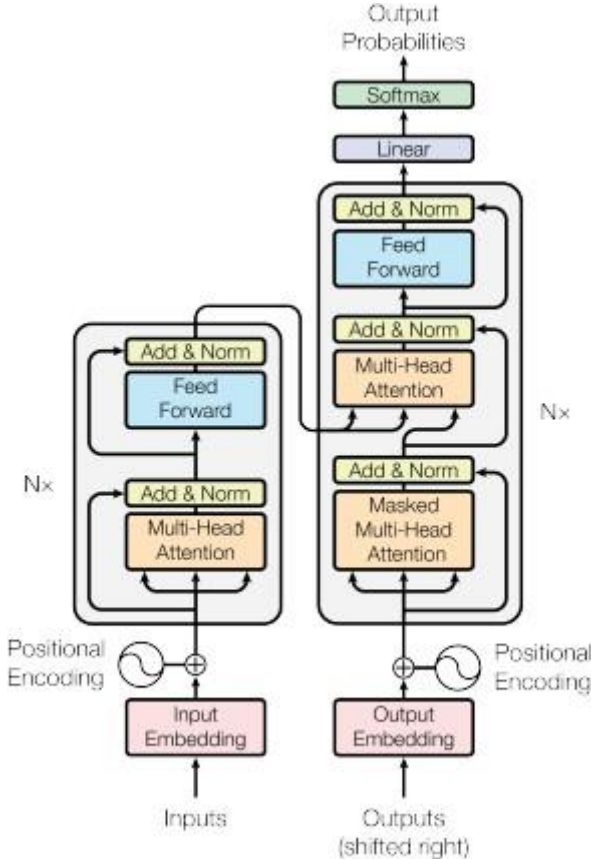 Output
Probabilities
Softmax
Linear
Add & Norm
Feed
Forward
Add & Norm
Multi-Head
Attention
Add & Norm
Masked
Multi-Head
Attention
Nx
Add & Norm
Feed
Forward
Add & Norm
Multi-Head
Attention
Nx
Positional
Encoding
Positional
Encoding
Input
Embedding
Output
Embedding
Inputs
Outputs
(shifted right)